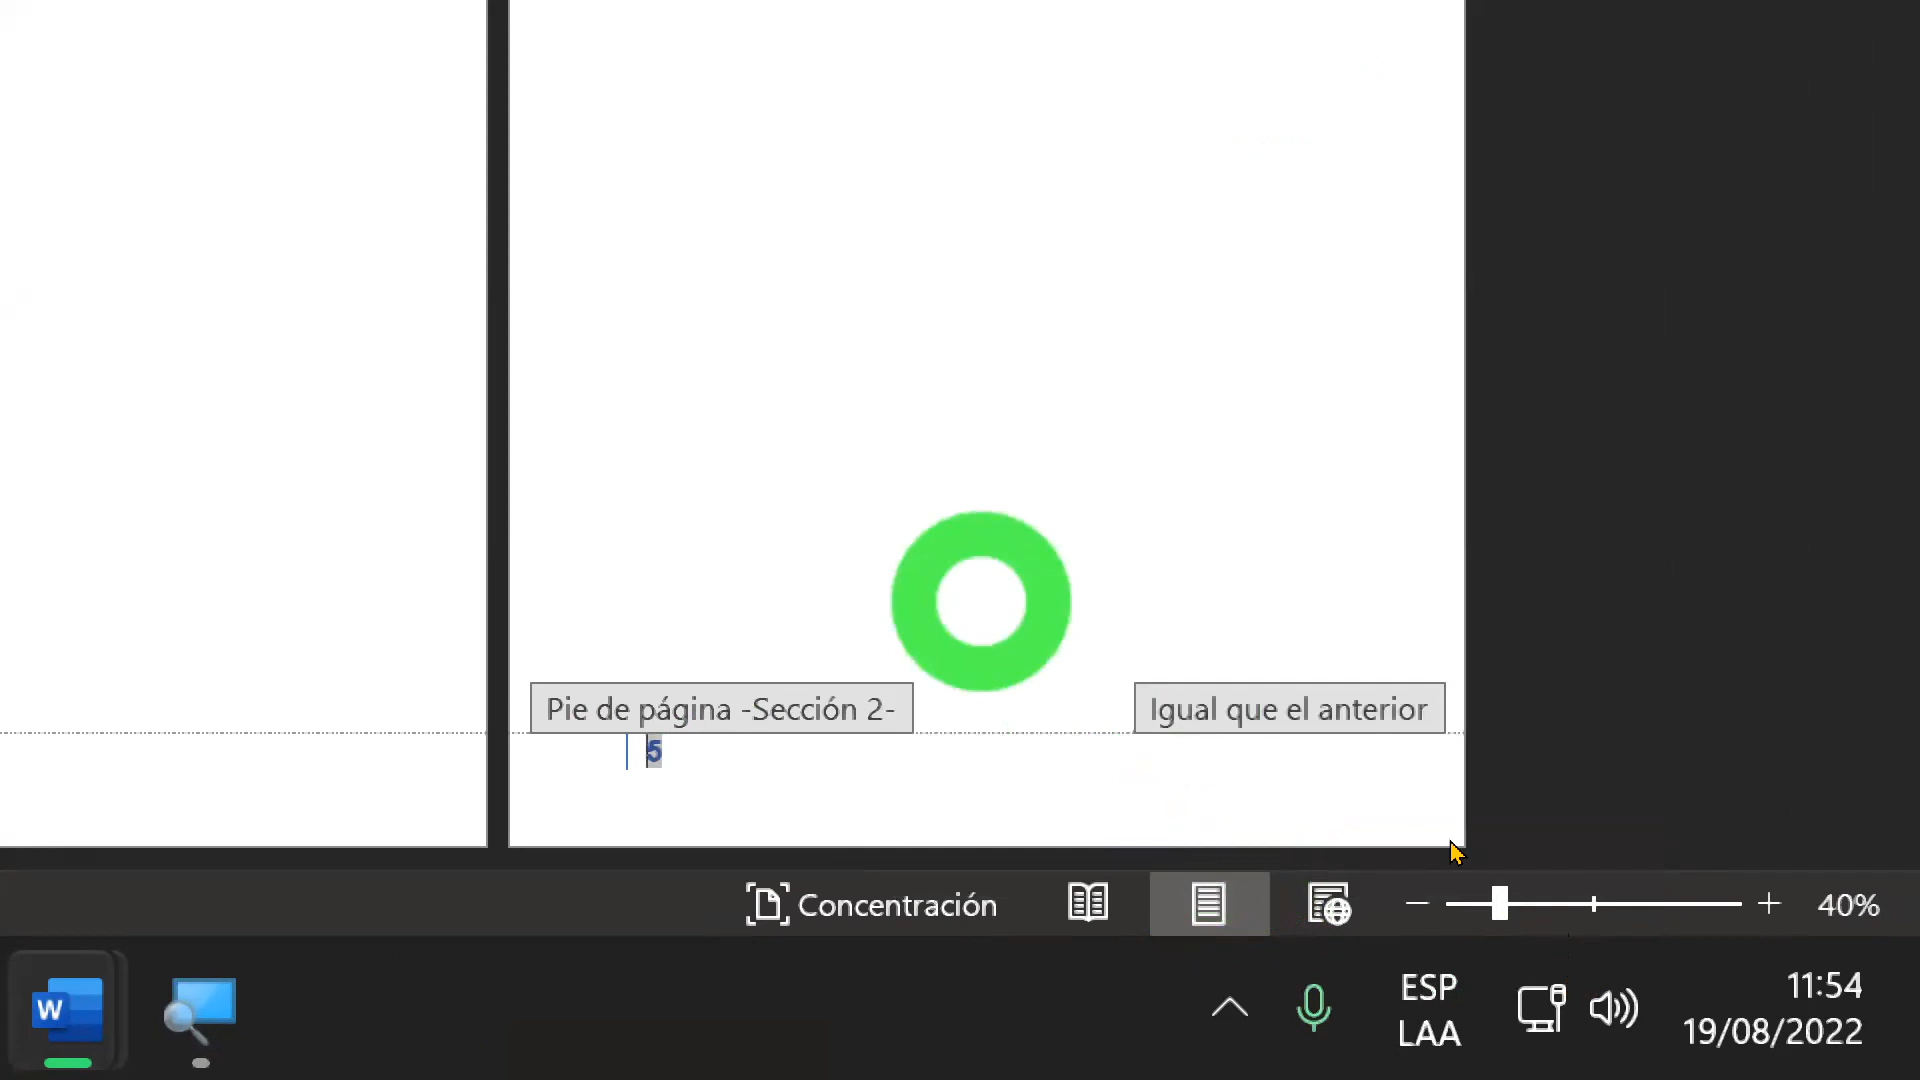 Pie de página -Sección 2-
Igual que el anterior
5
Concentración
40%
W
ESP
LAA
11:54
19/08/2022